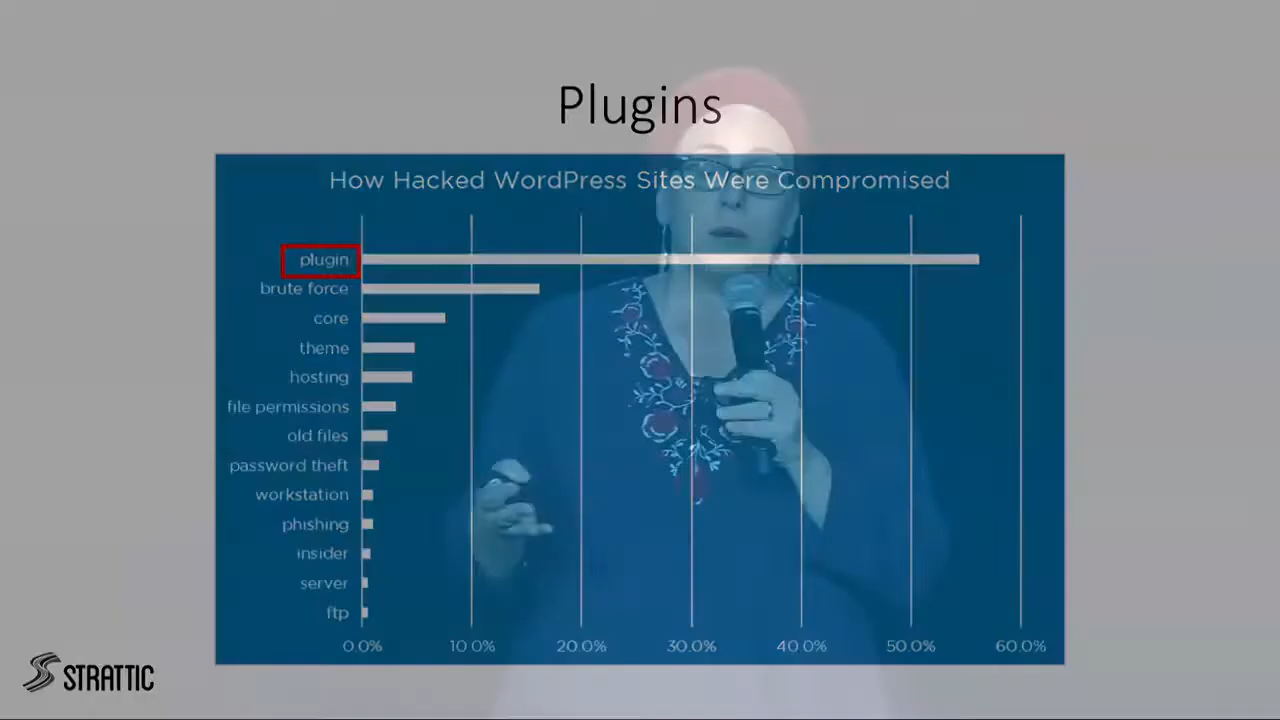 Plugins
How Hacked WordPress Sites Were Compromised
plugin
brute force
core
theme
hosting
file permissions
old files
password theft
workstation
phishing
insider
server
ftp
0.0% 10.0% 20.0% 30.0% 40.0% 50.0% 60.0%
STRATTIC